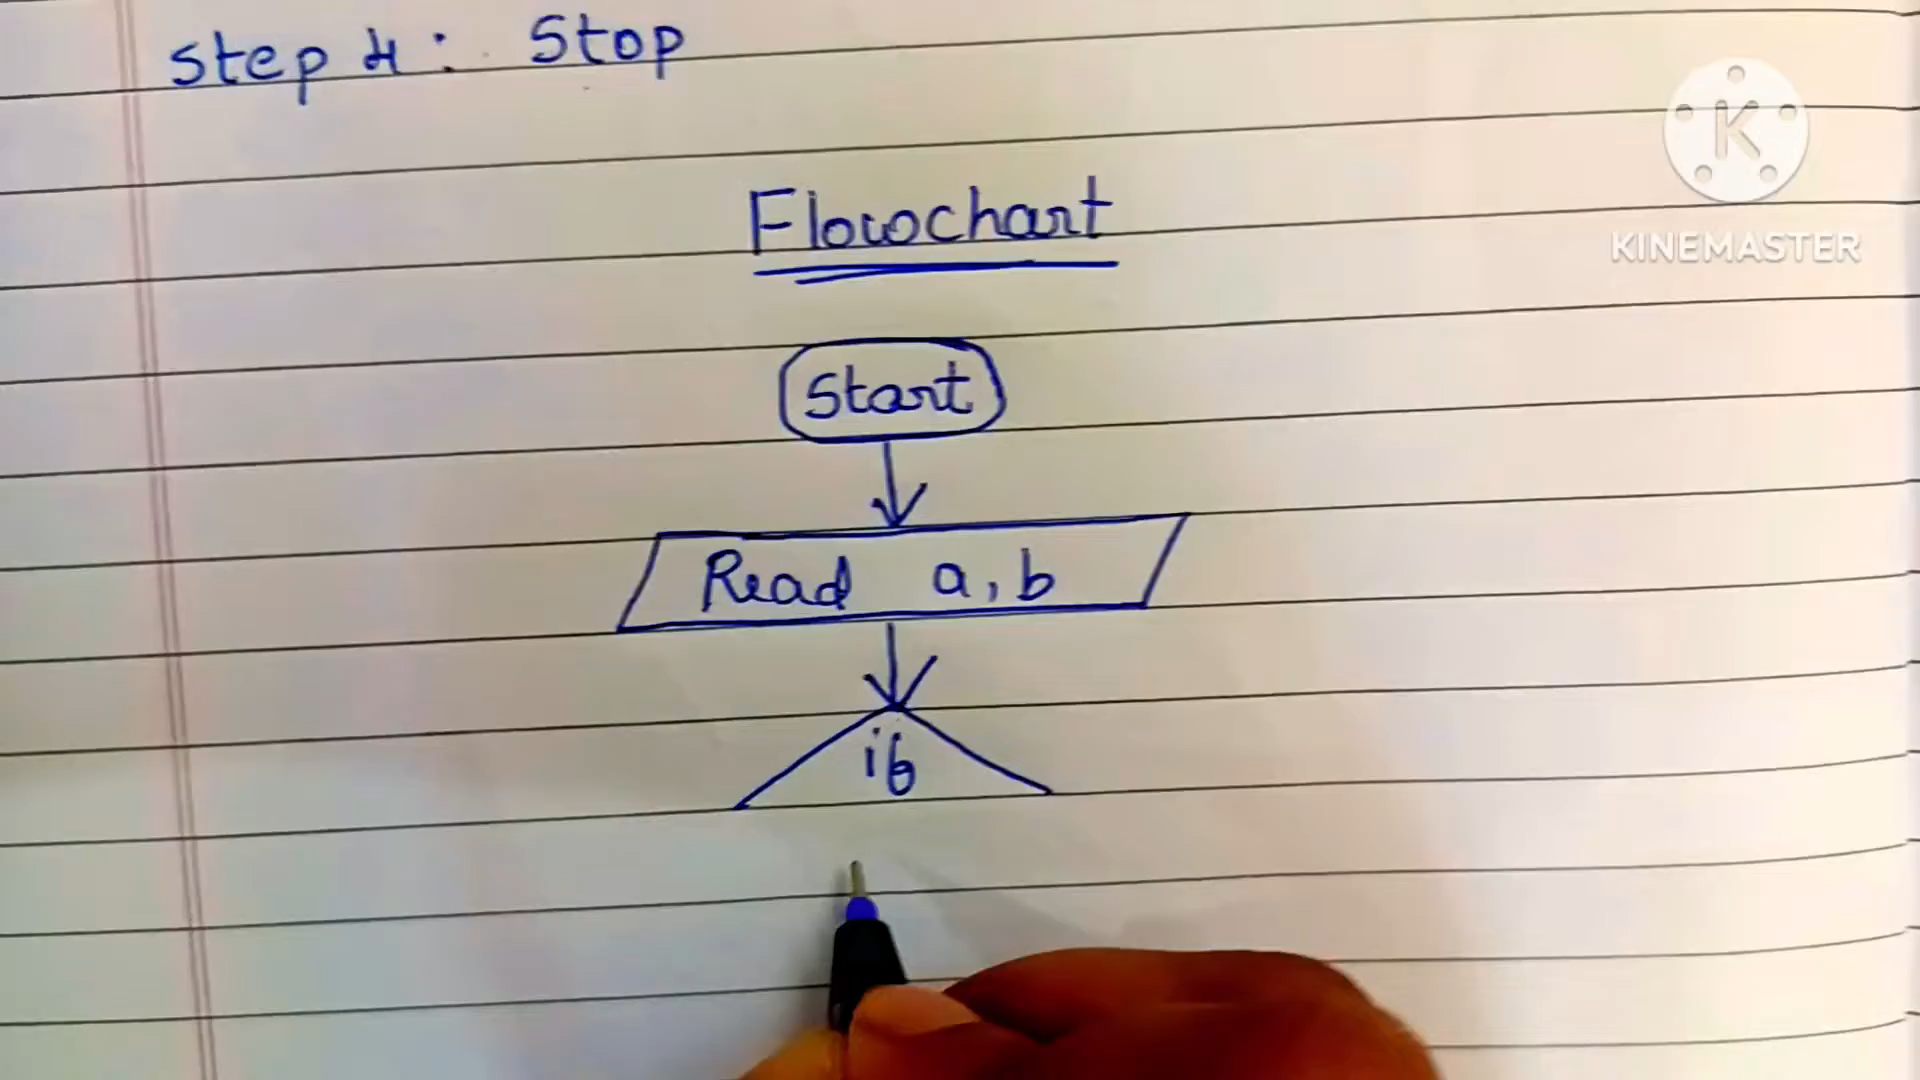 Step 4: Stop
K
KINEMASTER
Flowchart
Start
Read a, b
if